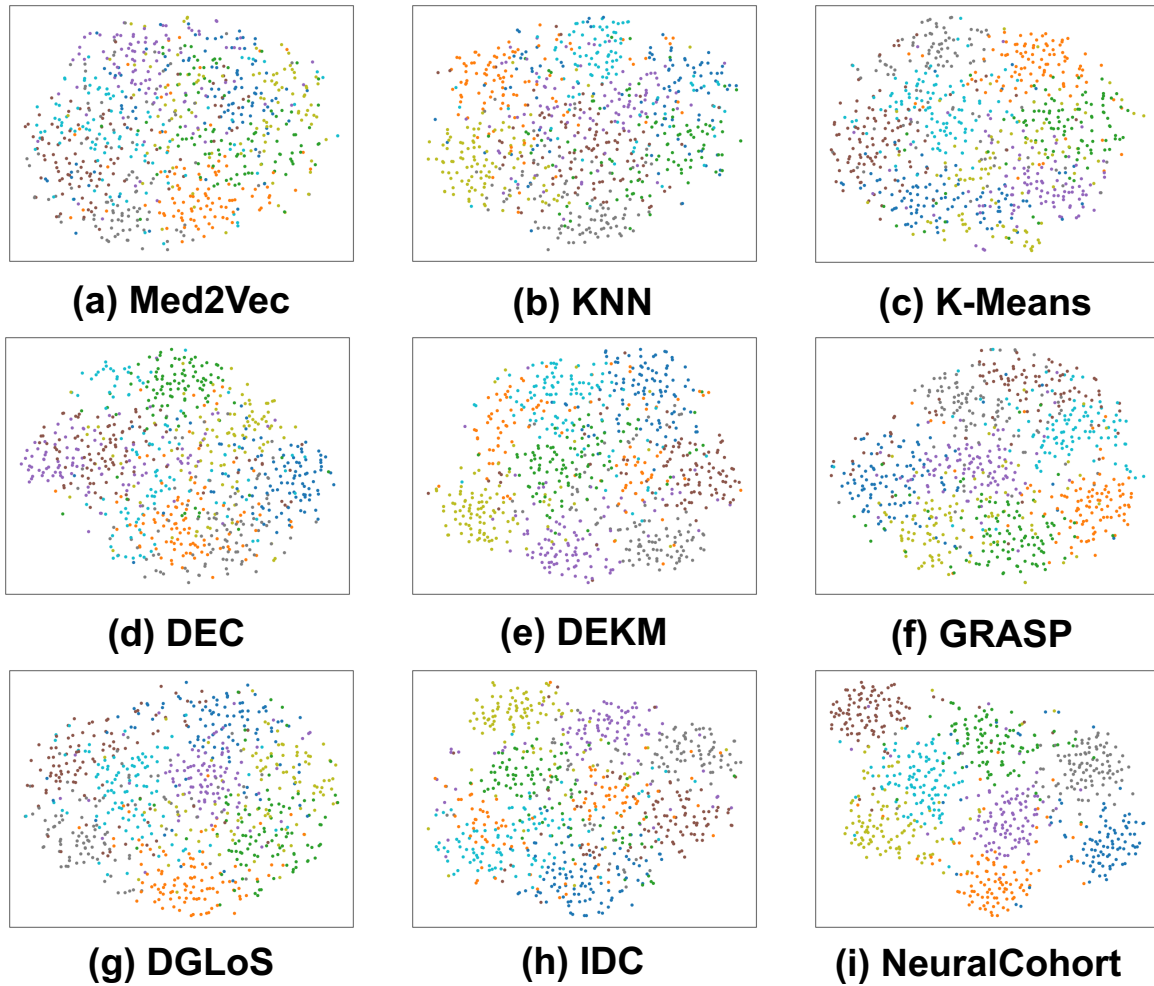 (a) Med2Vec
(b) KNN
(c) K-Means
(d) DEC
(e) DEKM
(f) GRASP
(g) DGLoS
(h) IDC
(i) NeuralCohort